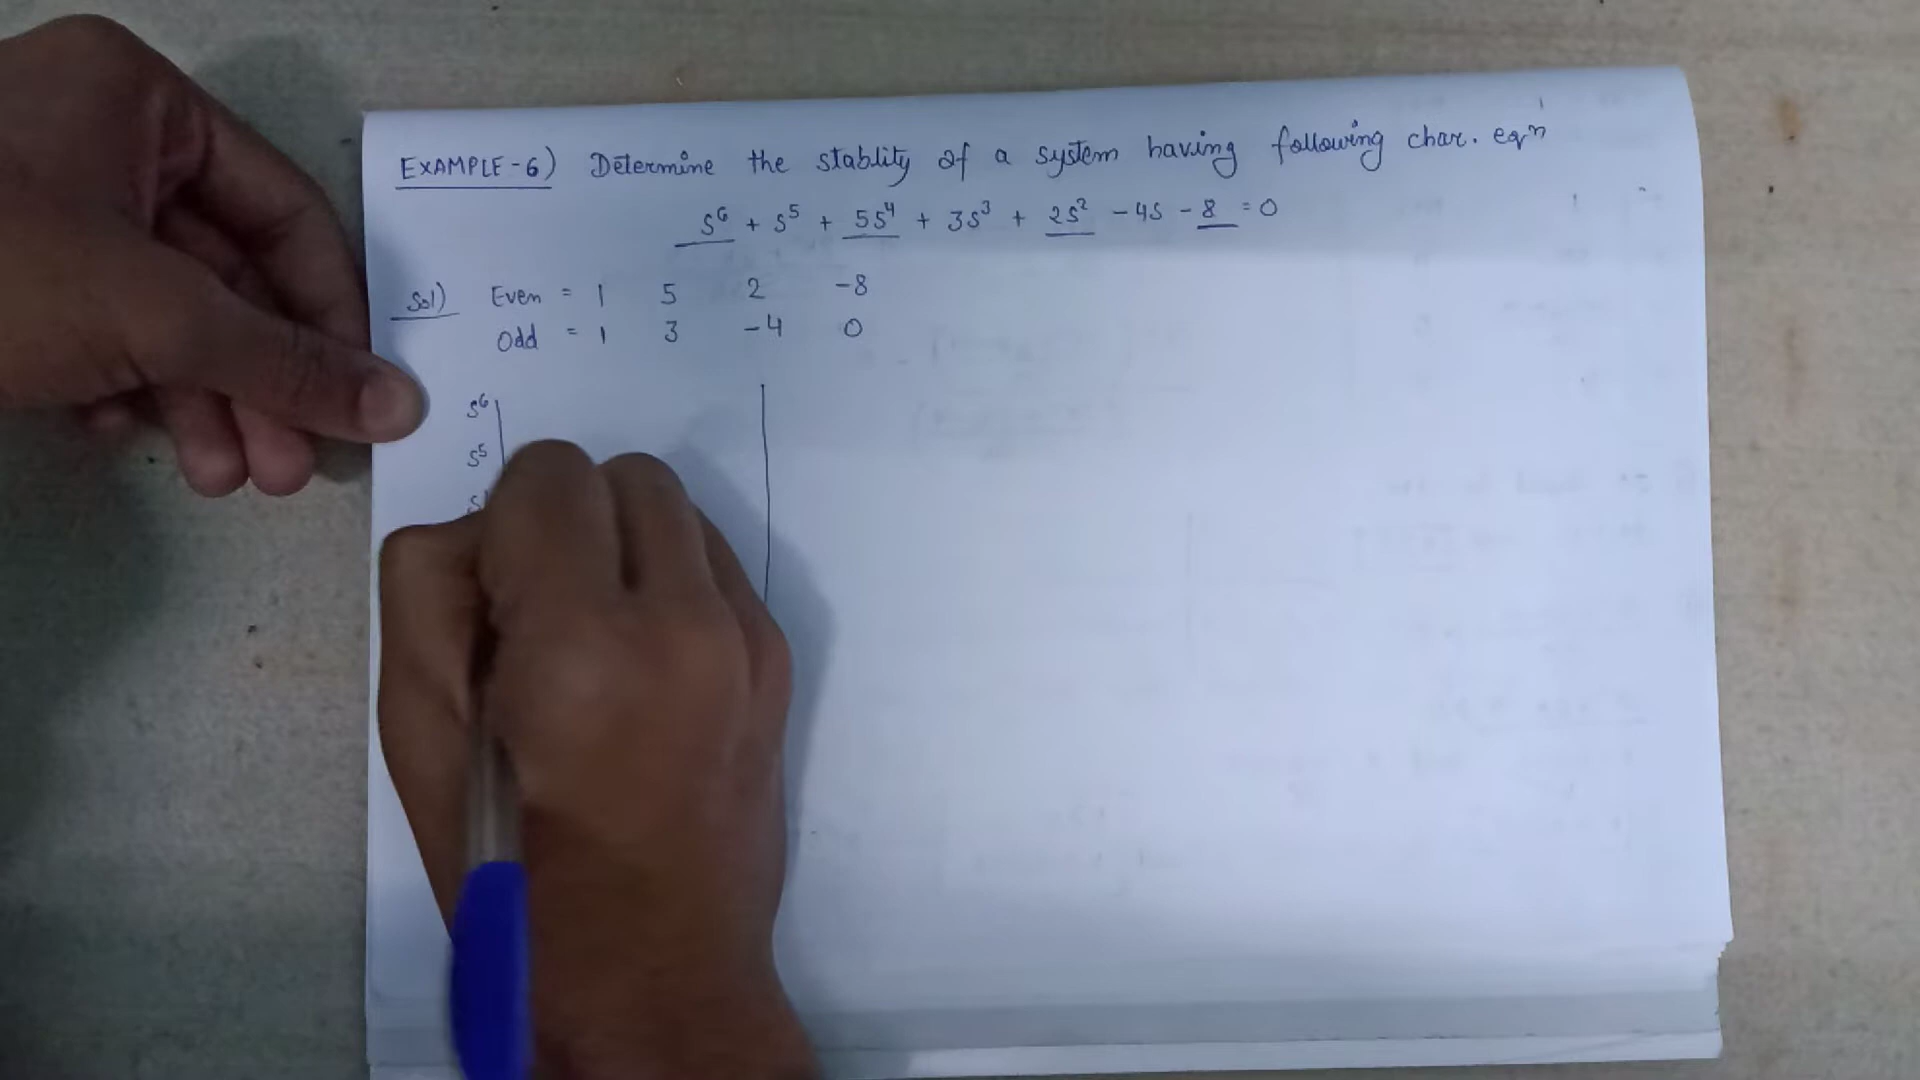 EXAMPLE-6) Determine the stablity of a system having following char. eqn
s⁶ + s⁵ + 5s⁴ + 3s³ + 2s² - 4s - 8 = 0
Sol) Even = 1 5 2 -8
Odd = 1 3 -4 0
s⁶
s⁵